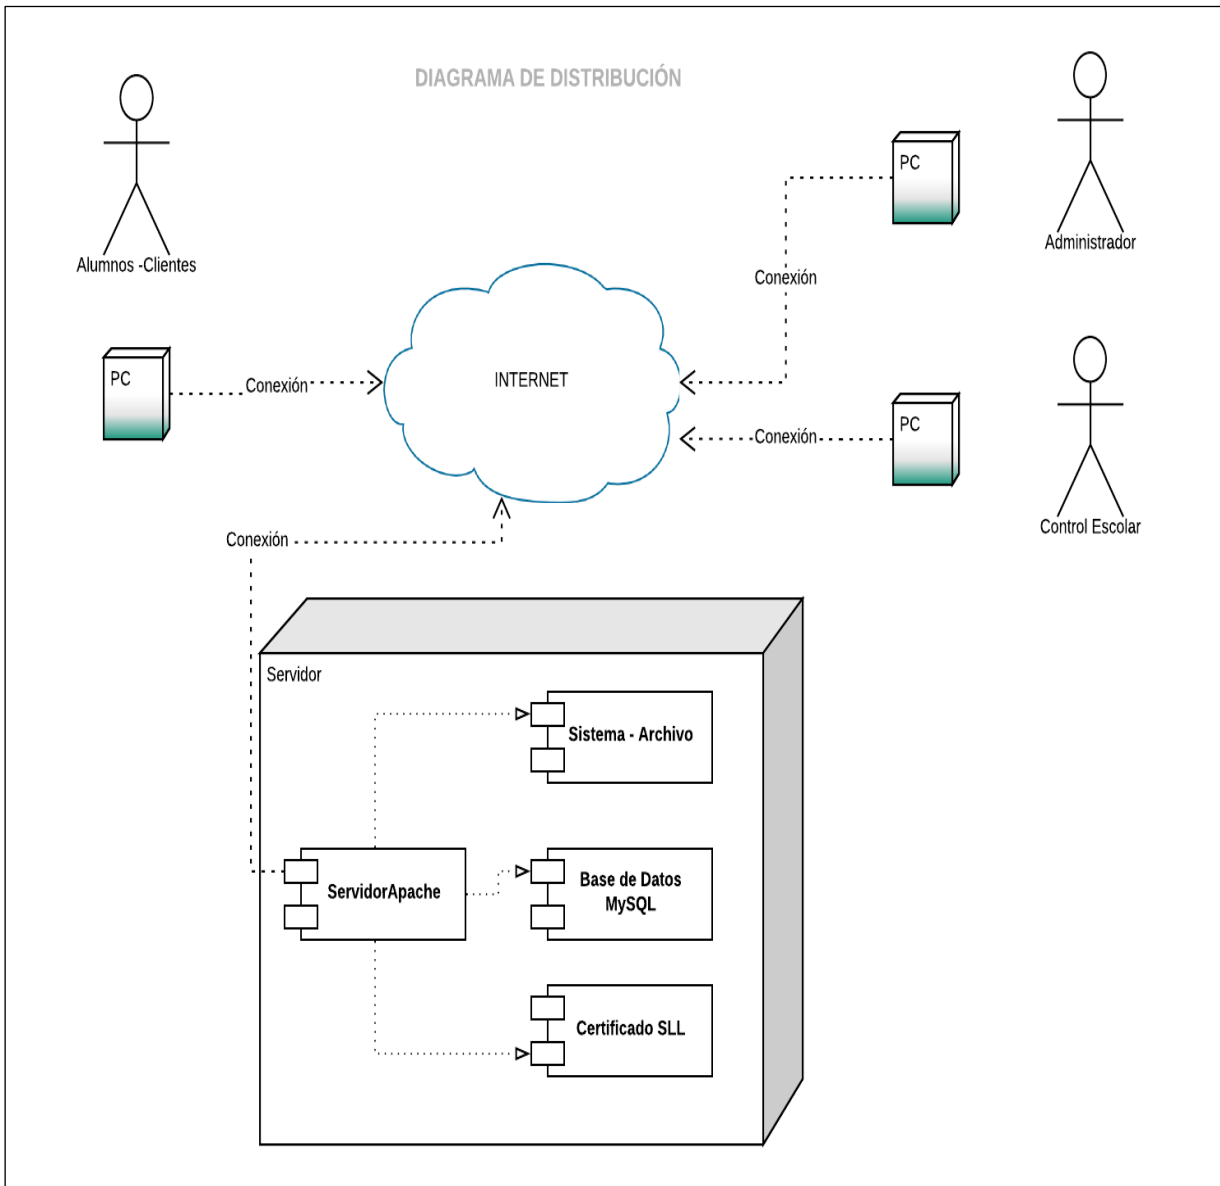 DIAGRAMA DE DISTRIBUCIÓN
Alumnos -Clientes
PC
Administrador
Conexión
PC
Conexión
INTERNET
PC
Conexión
Control Escolar
Conexión
Servidor
Sistema - Archivo
ServidorApache
Base de Datos
MySQL
Certificado SLL